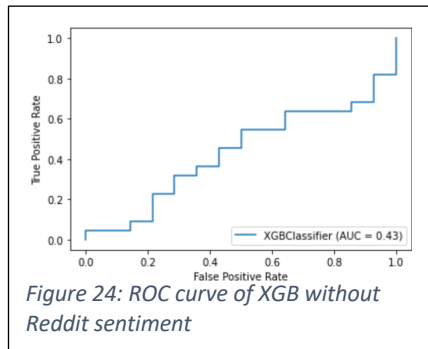 1.0
0.8
0.6
0.4
0.2
0.0
True Positive Rate
XGBClassifier (AUC = 0.43)
0.0 0.2 0.4 0.6 0.8 1.0
False Positive Rate
Figure 24: ROC curve of XGB without
Reddit sentiment